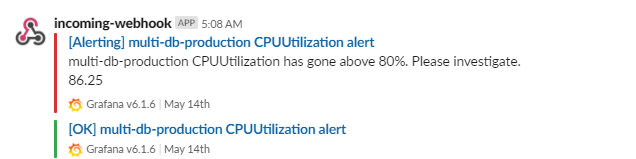 incoming-webhook APP 5:08 AM
[Alerting] multi-db-production CPUUtilization alert
multi-db-production CPUUtilization has gone above 80%. Please investigate.
86.25
Grafana v6.1.6 | May 14th
[OK] multi-db-production CPUUtilization alert
Grafana v6.1.6 | May 14th